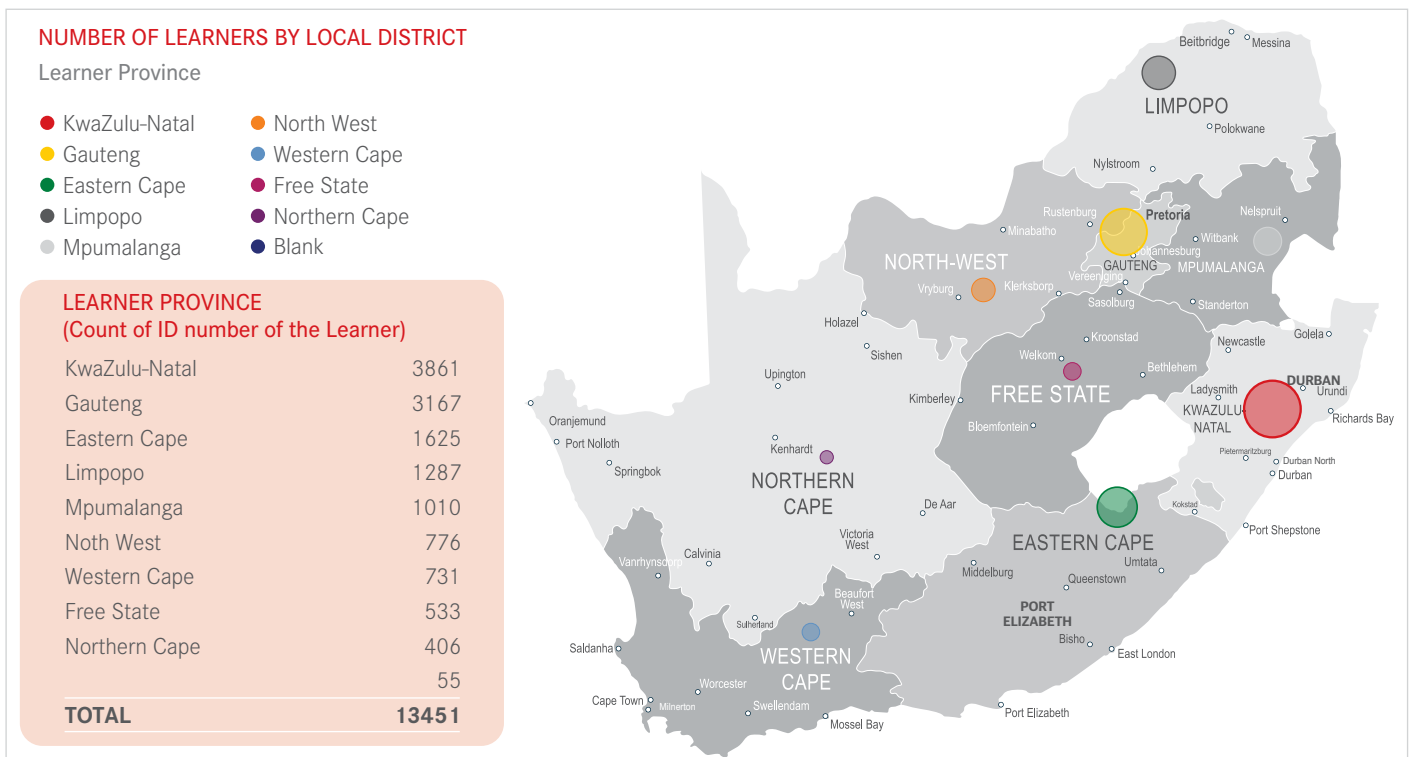 NUMBER OF LEARNERS BY LOCAL DISTRICT
Learner Province
KwaZulu-Natal
Gauteng
Eastern Cape
Limpopo
Mpumalanga
North West
Western Cape
Free State
Northern Cape
Blank
LEARNER PROVINCE
(Count of ID number of the Learner)
KwaZulu-Natal 3861
Gauteng 3167
Eastern Cape 1625
Limpopo 1287
Mpumalanga 1010
Noth West 776
Western Cape 731
Free State 533
Northern Cape 406
55
TOTAL 13451
Beitbridge
Messina
LIMPOPO
Polokwane
Nylstroom
Rustenburg
Pretoria
Nelspruit
Minabatho
Witbank
Johannesburg
NORTH-WEST
GAUTENG
MPUMALANGA
Vereeniging
Vryburg
Klerksborp
Sasolburg
Standerton
Holazel
Kroonstad
Golela
Newcastle
Sishen
Welkom
Bethlehem
Upington
DURBAN
Ladysmith
Urundi
FREE STATE
Kimberley
KWAZULU-
NATAL
Richards Bay
Oranjemund
Bloemfontein
Port Nolloth
Kenhardt
Pietermaritzburg
Durban North
Springbok
Durban
NORTHERN
CAPE
De Aar
Kokstad
Port Shepstone
Victoria
West
EASTERN CAPE
Calvinia
Vanrhynsdorp
Middelburg
Umtata
Queenstown
Beaufort
West
PORT
ELIZABETH
Sutherland
Bisho
East London
Saldanha
WESTERN
CAPE
Worcester
Cape Town
Milnerton
Swellendam
Mossel Bay
Port Elizabeth